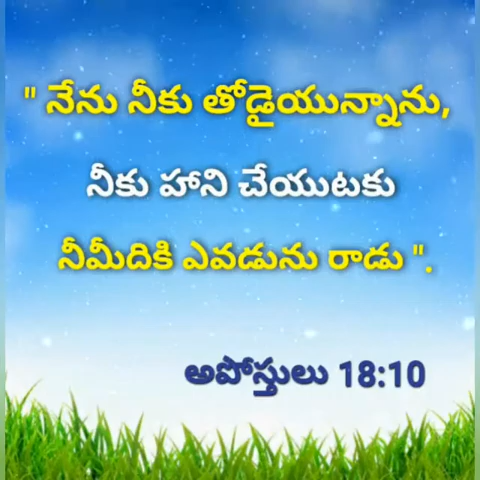 " నేను నీకు తోడైయున్నాను,
నీకు హాని చేయుటకు
నీమీదికి ఎవడును రాడు ".
అపోస్తులు 18:10